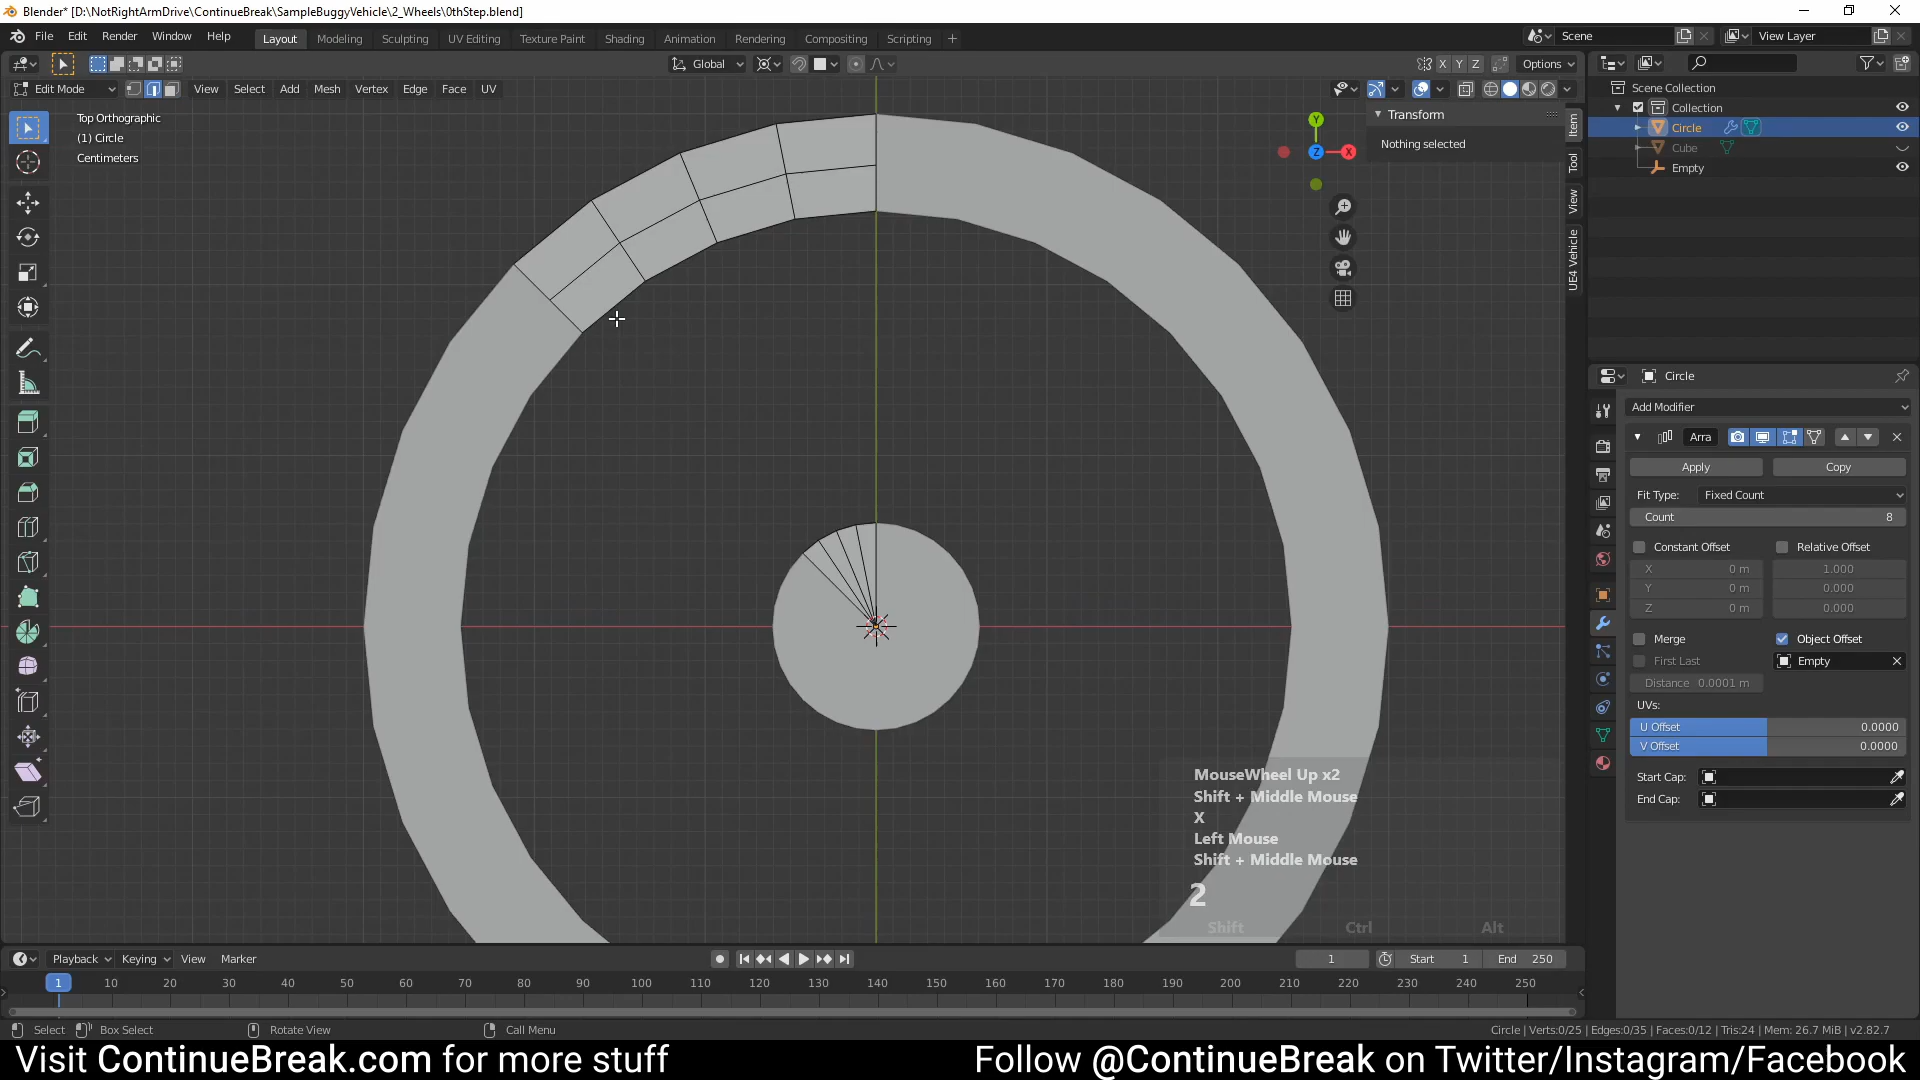 Blender* [D:\NotRightArmDrive\ContinueBreak\SampleBuggyVehicle\2_Wheels\0thStep.blend]
File Edit Render Window Help Layout Modeling Sculpting UV Editing Texture Paint Shading Animation Rendering Compositing Scripting + Scene View Layer
Global X Y Z Options
Edit Mode View Select Add Mesh Vertex Edge Face UV
Top Orthographic
(1) Circle
Centimeters
Y
X
Z
Transform
Nothing selected
Item
Tool
View
UE4 Vehicle
Scene Collection
Collection
Circle
Cube
Empty
Circle
Add Modifier
Arra
Apply Copy
Fit Type: Fixed Count
Count 8
Constant Offset Relative Offset
X 0 m 1.000
Y 0 m 0.000
Z 0 m 0.000
Merge Object Offset
First Last Empty
Distance 0.0001 m
UVs:
U Offset 0.0000
V Offset 0.0000
Start Cap:
End Cap:
MouseWheel Up x2
Shift + Middle Mouse
X
Left Mouse
Shift + Middle Mouse
2
Shift Ctrl Alt
Playback Keying View Marker 1 Start 1 End 250
1 10 20 30 40 50 60 70 80 90 100 110 120 130 140 150 160 170 180 190 200 210 220 230 240 250
Select Box Select Rotate View Call Menu Circle | Verts:0/25 | Edges:0/35 | Faces:0/12 | Tris:24 | Mem: 26.7 MiB | v2.82.7
Visit ContinueBreak.com for more stuff Follow @ContinueBreak on Twitter/Instagram/Facebook